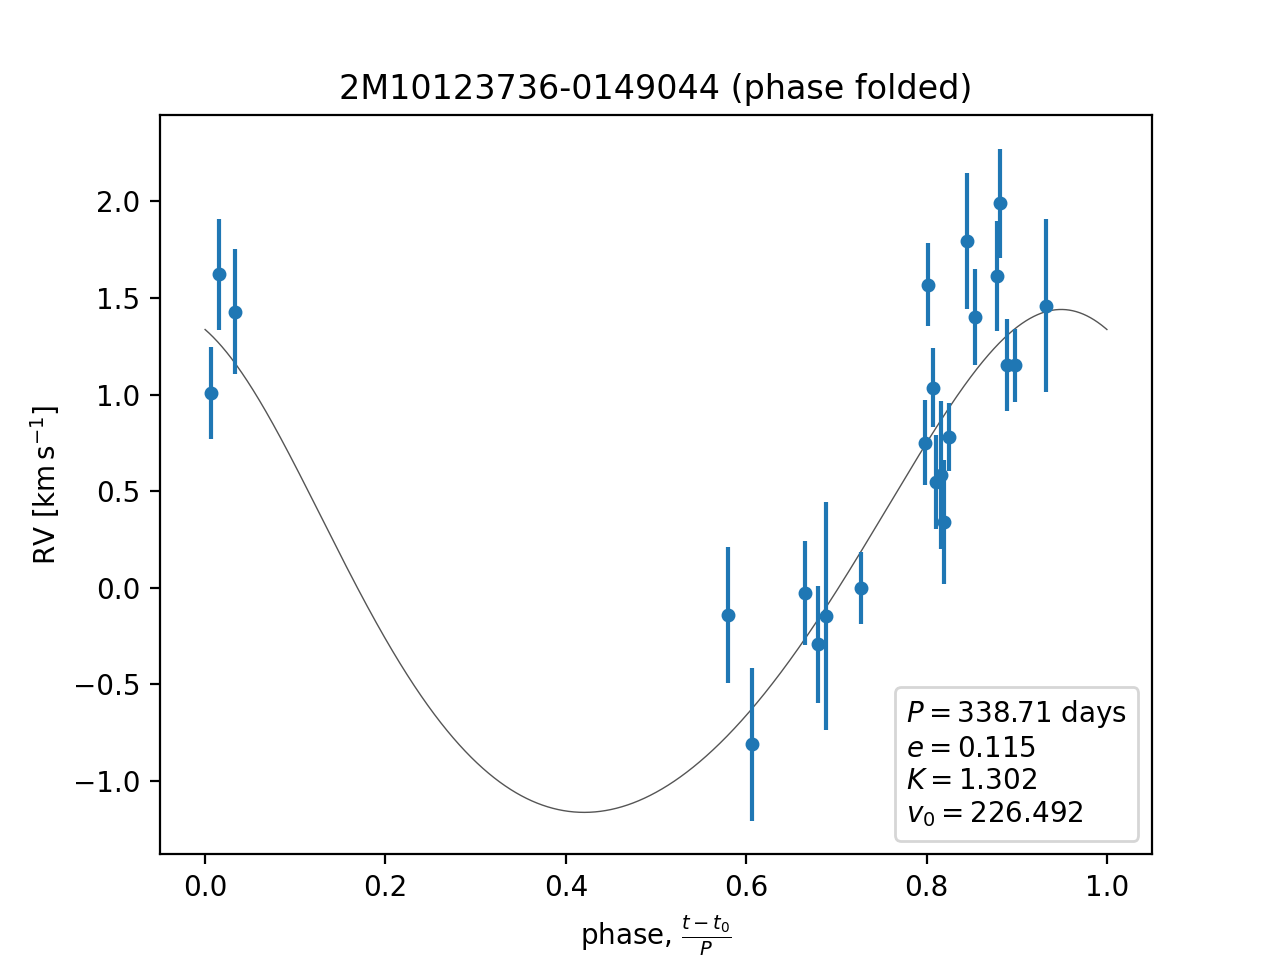 2M10123736-0149044 (phase folded)
RV [km s⁻¹]
2.0
1.5
1.0
0.5
0.0
−0.5
−1.0
0.0 0.2 0.4 0.6 0.8 1.0
phase, (t − t₀)/P
P = 338.71 days
e = 0.115
K = 1.302
v₀ = 226.492